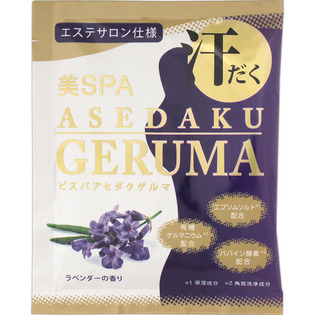 エステサロン仕様
汗だく
美SPA
ASEDAKU
GERUMA
ビスパアセダクゲルマ
エプソムソルト*1
配合
有機
ゲルマニウム*1
配合
パパイン酵素*2
配合
ラベンダーの香り
*1 保湿成分 *2 角質洗浄成分